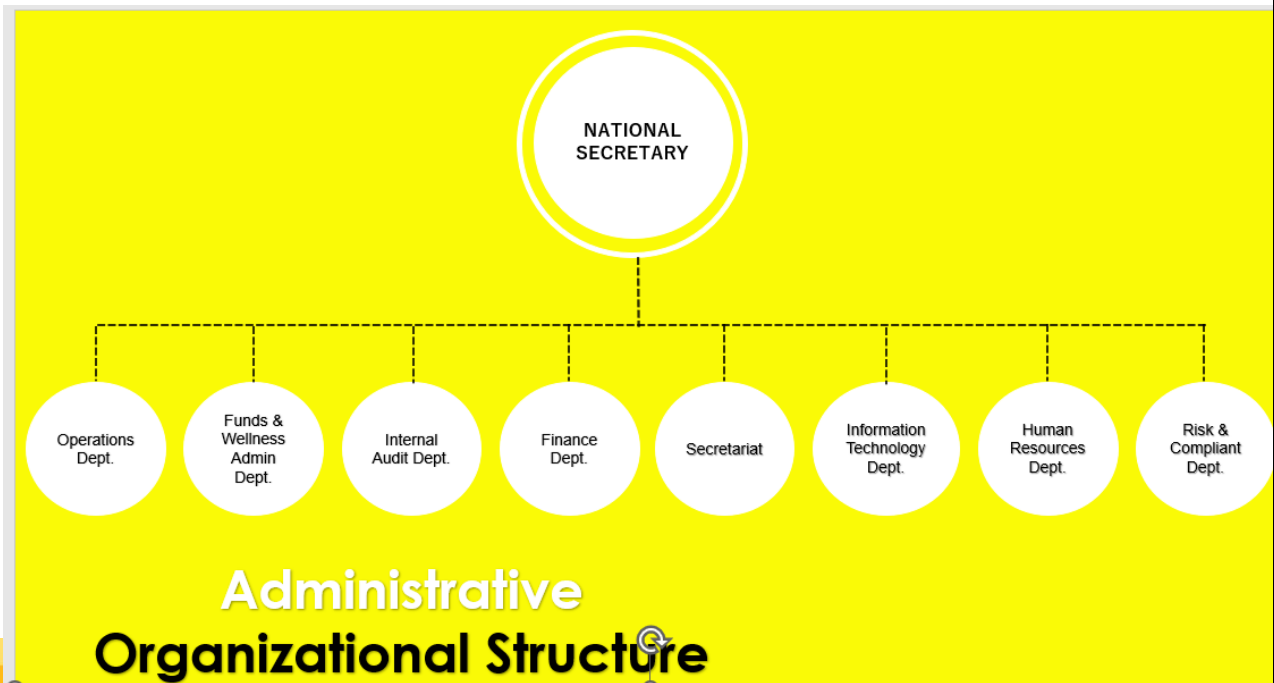 NATIONAL
SECRETARY
Operations
Dept.
Funds &
Wellness
Admin
Dept.
Internal
Audit Dept.
Finance
Dept.
Secretariat
Information
Technology
Dept.
Human
Resources
Dept.
Risk &
Compliant
Dept.
Administrative
Organizational Structure